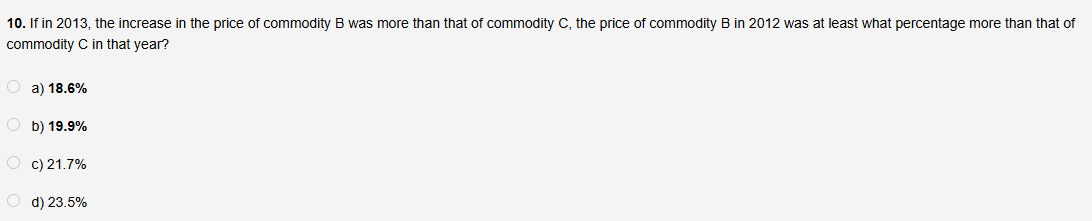 10. If in 2013, the increase in the price of commodity B was more than that of commodity C, the price of commodity B in 2012 was at least what percentage more than that of
commodity C in that year?
a) 18.6%
b) 19.9%
c) 21.7%
d) 23.5%